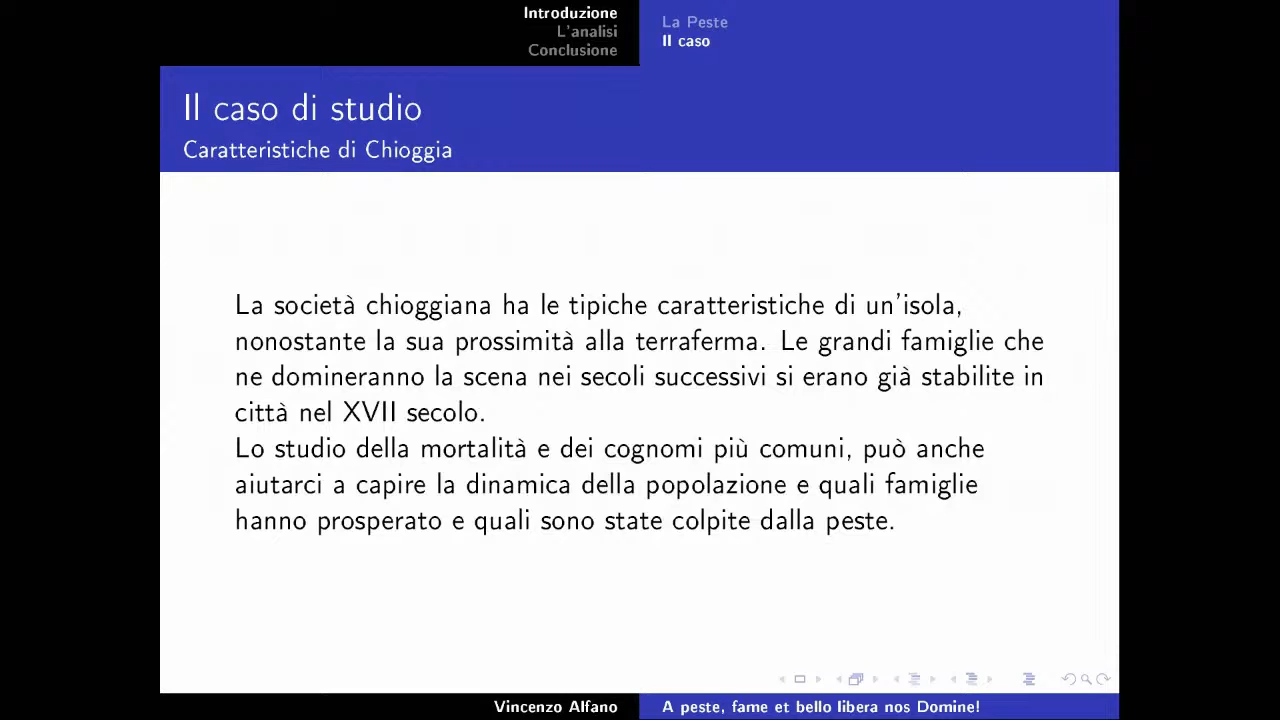 Introduzione
L'analisi
Conclusione
La Peste
Il caso
Il caso di studio
Caratteristiche di Chioggia
La società chioggiana ha le tipiche caratteristiche di un'isola,
nonostante la sua prossimità alla terraferma. Le grandi famiglie che
ne domineranno la scena nei secoli successivi si erano già stabilite in
città nel XVII secolo.
Lo studio della mortalità e dei cognomi più comuni, può anche
aiutarci a capire la dinamica della popolazione e quali famiglie
hanno prosperato e quali sono state colpite dalla peste.
Vincenzo Alfano
A peste, fame et bello libera nos Domine!